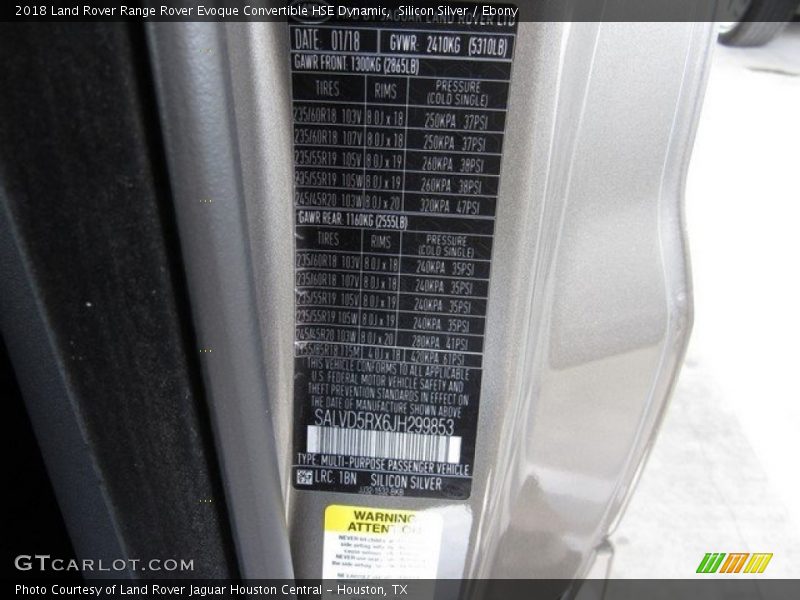 2018 Land Rover Range Rover Evoque Convertible HSE Dynamic, Silicon Silver / Ebony
JAGUAR LAND ROVER LTD
DATE: 01/18 GVWR: 2410KG (5310LB)
GAWR FRONT 1300KG (2865LB)
TIRES RIMS PRESSURE
(COLD SINGLE)
235/60R18 103V 8.0J x 18 250KPA 37PSI
235/60R18 107V 8.0J x 18 250KPA 37PSI
235/55R19 105V 8.0J x 19 260KPA 38PSI
235/55R19 105W 8.0J x 19 260KPA 38PSI
245/45R20 103W 8.0J x 20 320KPA 47PSI
GAWR REAR 1160KG (2555LB)
TIRES RIMS PRESSURE
(COLD SINGLE)
235/60R18 103V 8.0J x 18 240KPA 35PSI
235/60R18 107V 8.0J x 18 240KPA 35PSI
235/55R19 105V 8.0J x 19 240KPA 35PSI
235/55R19 105W 8.0J x 19 240KPA 35PSI
245/45R20 103W 8.0J x 20 280KPA 41PSI
4.0J x 18 420KPA 61PSI
THIS VEHICLE CONFORMS TO ALL APPLICABLE
U.S. FEDERAL MOTOR VEHICLE SAFETY AND
THEFT PREVENTION STANDARDS IN EFFECT ON
THE DATE OF MANUFACTURE SHOWN ABOVE
SALVD5RX6JH299853
TYPE: MULTI-PURPOSE PASSENGER VEHICLE
LRC: 1BN SILICON SILVER
WARNING
GTCARLOT.COM
Photo Courtesy of Land Rover Jaguar Houston Central - Houston, TX